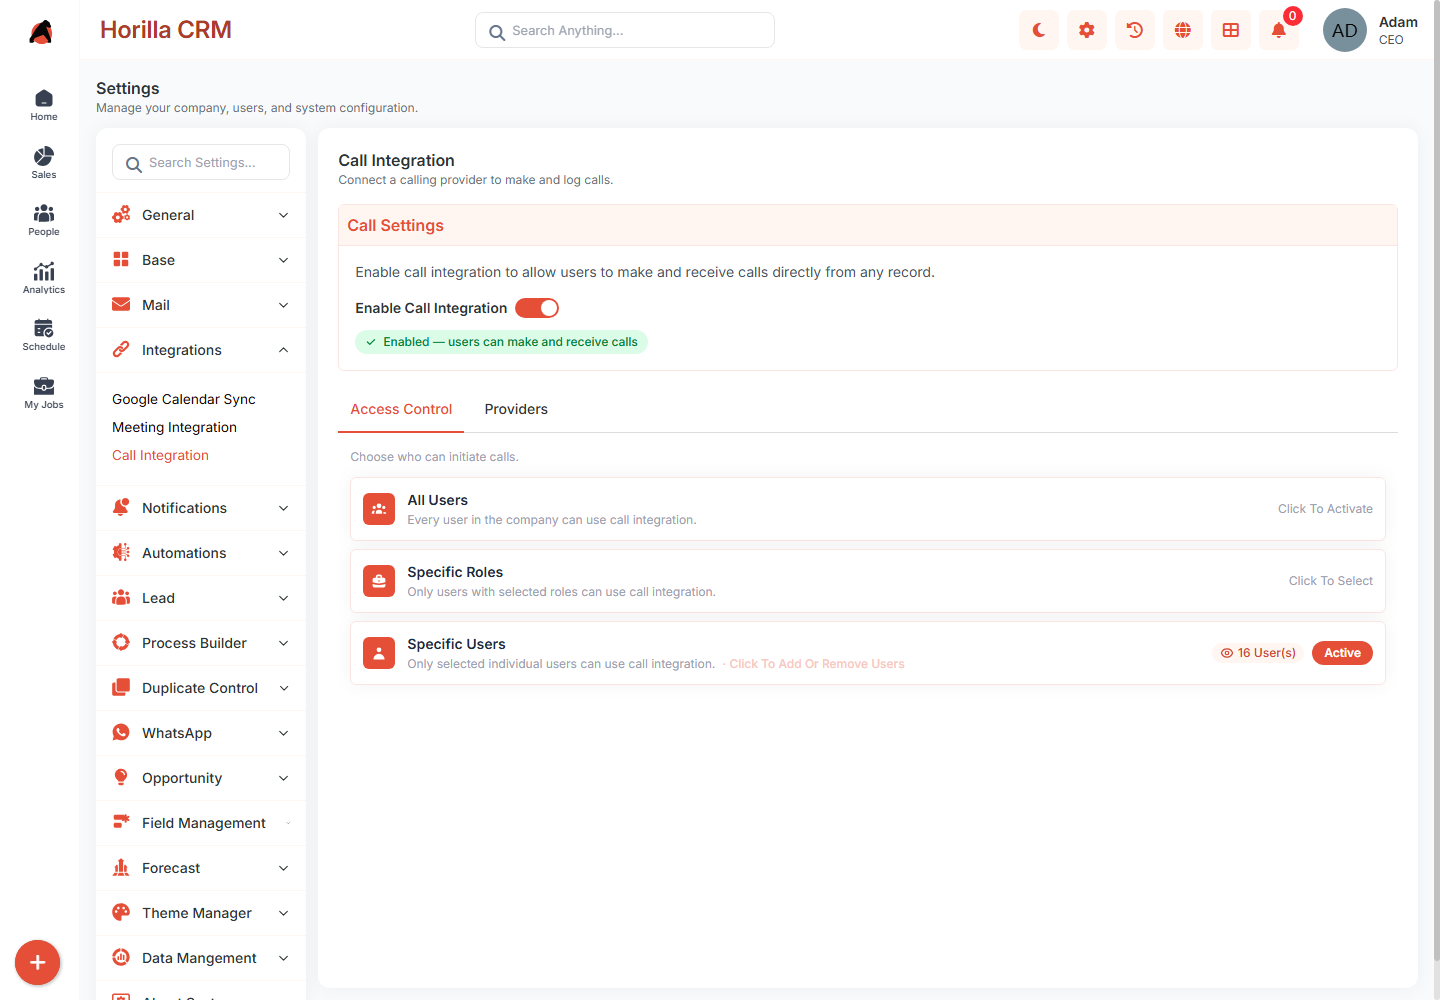 Horilla CRM
Search Anything...
0
AD
Adam
CEO
Home
Sales
People
Analytics
Schedule
My Jobs
Settings
Manage your company, users, and system configuration.
Search Settings...
General
Base
Mail
Integrations
Google Calendar Sync
Meeting Integration
Call Integration
Notifications
Automations
Lead
Process Builder
Duplicate Control
WhatsApp
Opportunity
Field Management
Forecast
Theme Manager
Data Mangement
Call Integration
Connect a calling provider to make and log calls.
Call Settings
Enable call integration to allow users to make and receive calls directly from any record.
Enable Call Integration
Enabled — users can make and receive calls
Access Control
Providers
Choose who can initiate calls.
All Users
Every user in the company can use call integration.
Click To Activate
Specific Roles
Only users with selected roles can use call integration.
Click To Select
Specific Users
Only selected individual users can use call integration. · Click To Add Or Remove Users
16 User(s)
Active